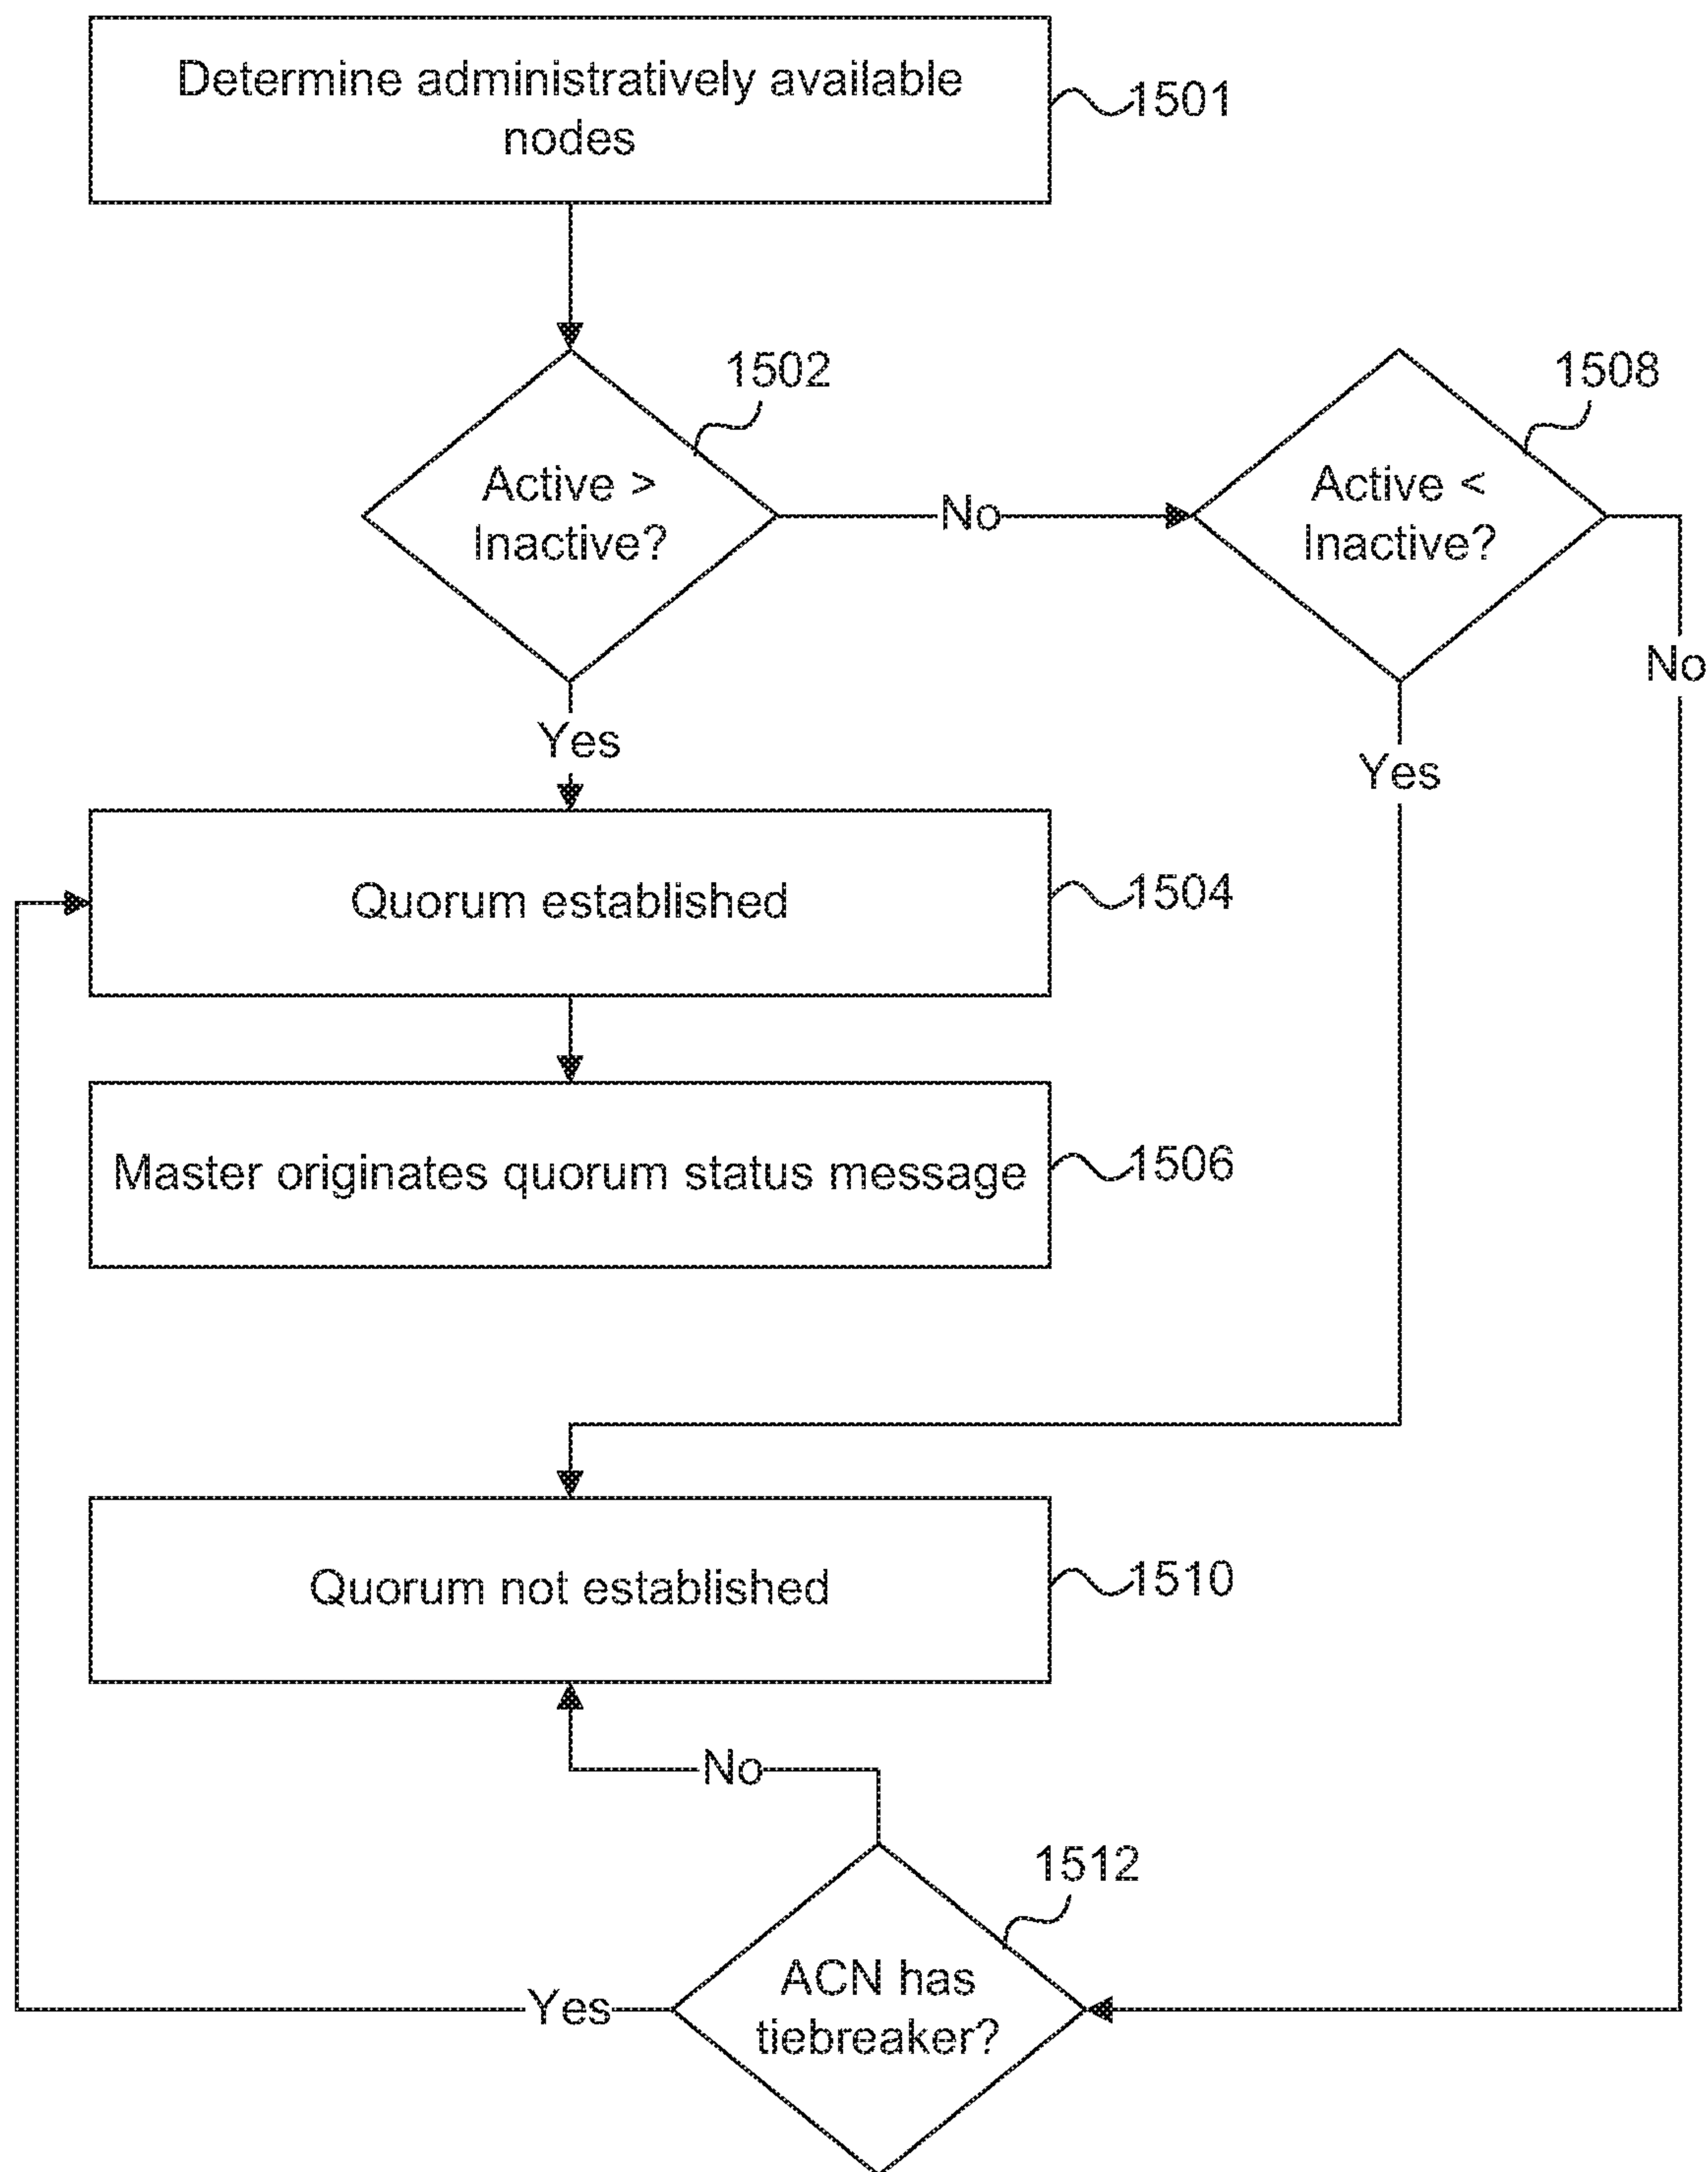 Determine administratively available
nodes
1501
1502
1508
Active >
Inactive?
No
Active <
Inactive?
No
Yes
Yes
Quorum established
1504
Master originates quorum status message
1506
Quorum not established
1510
No
1512
ACN has
tiebreaker?
Yes